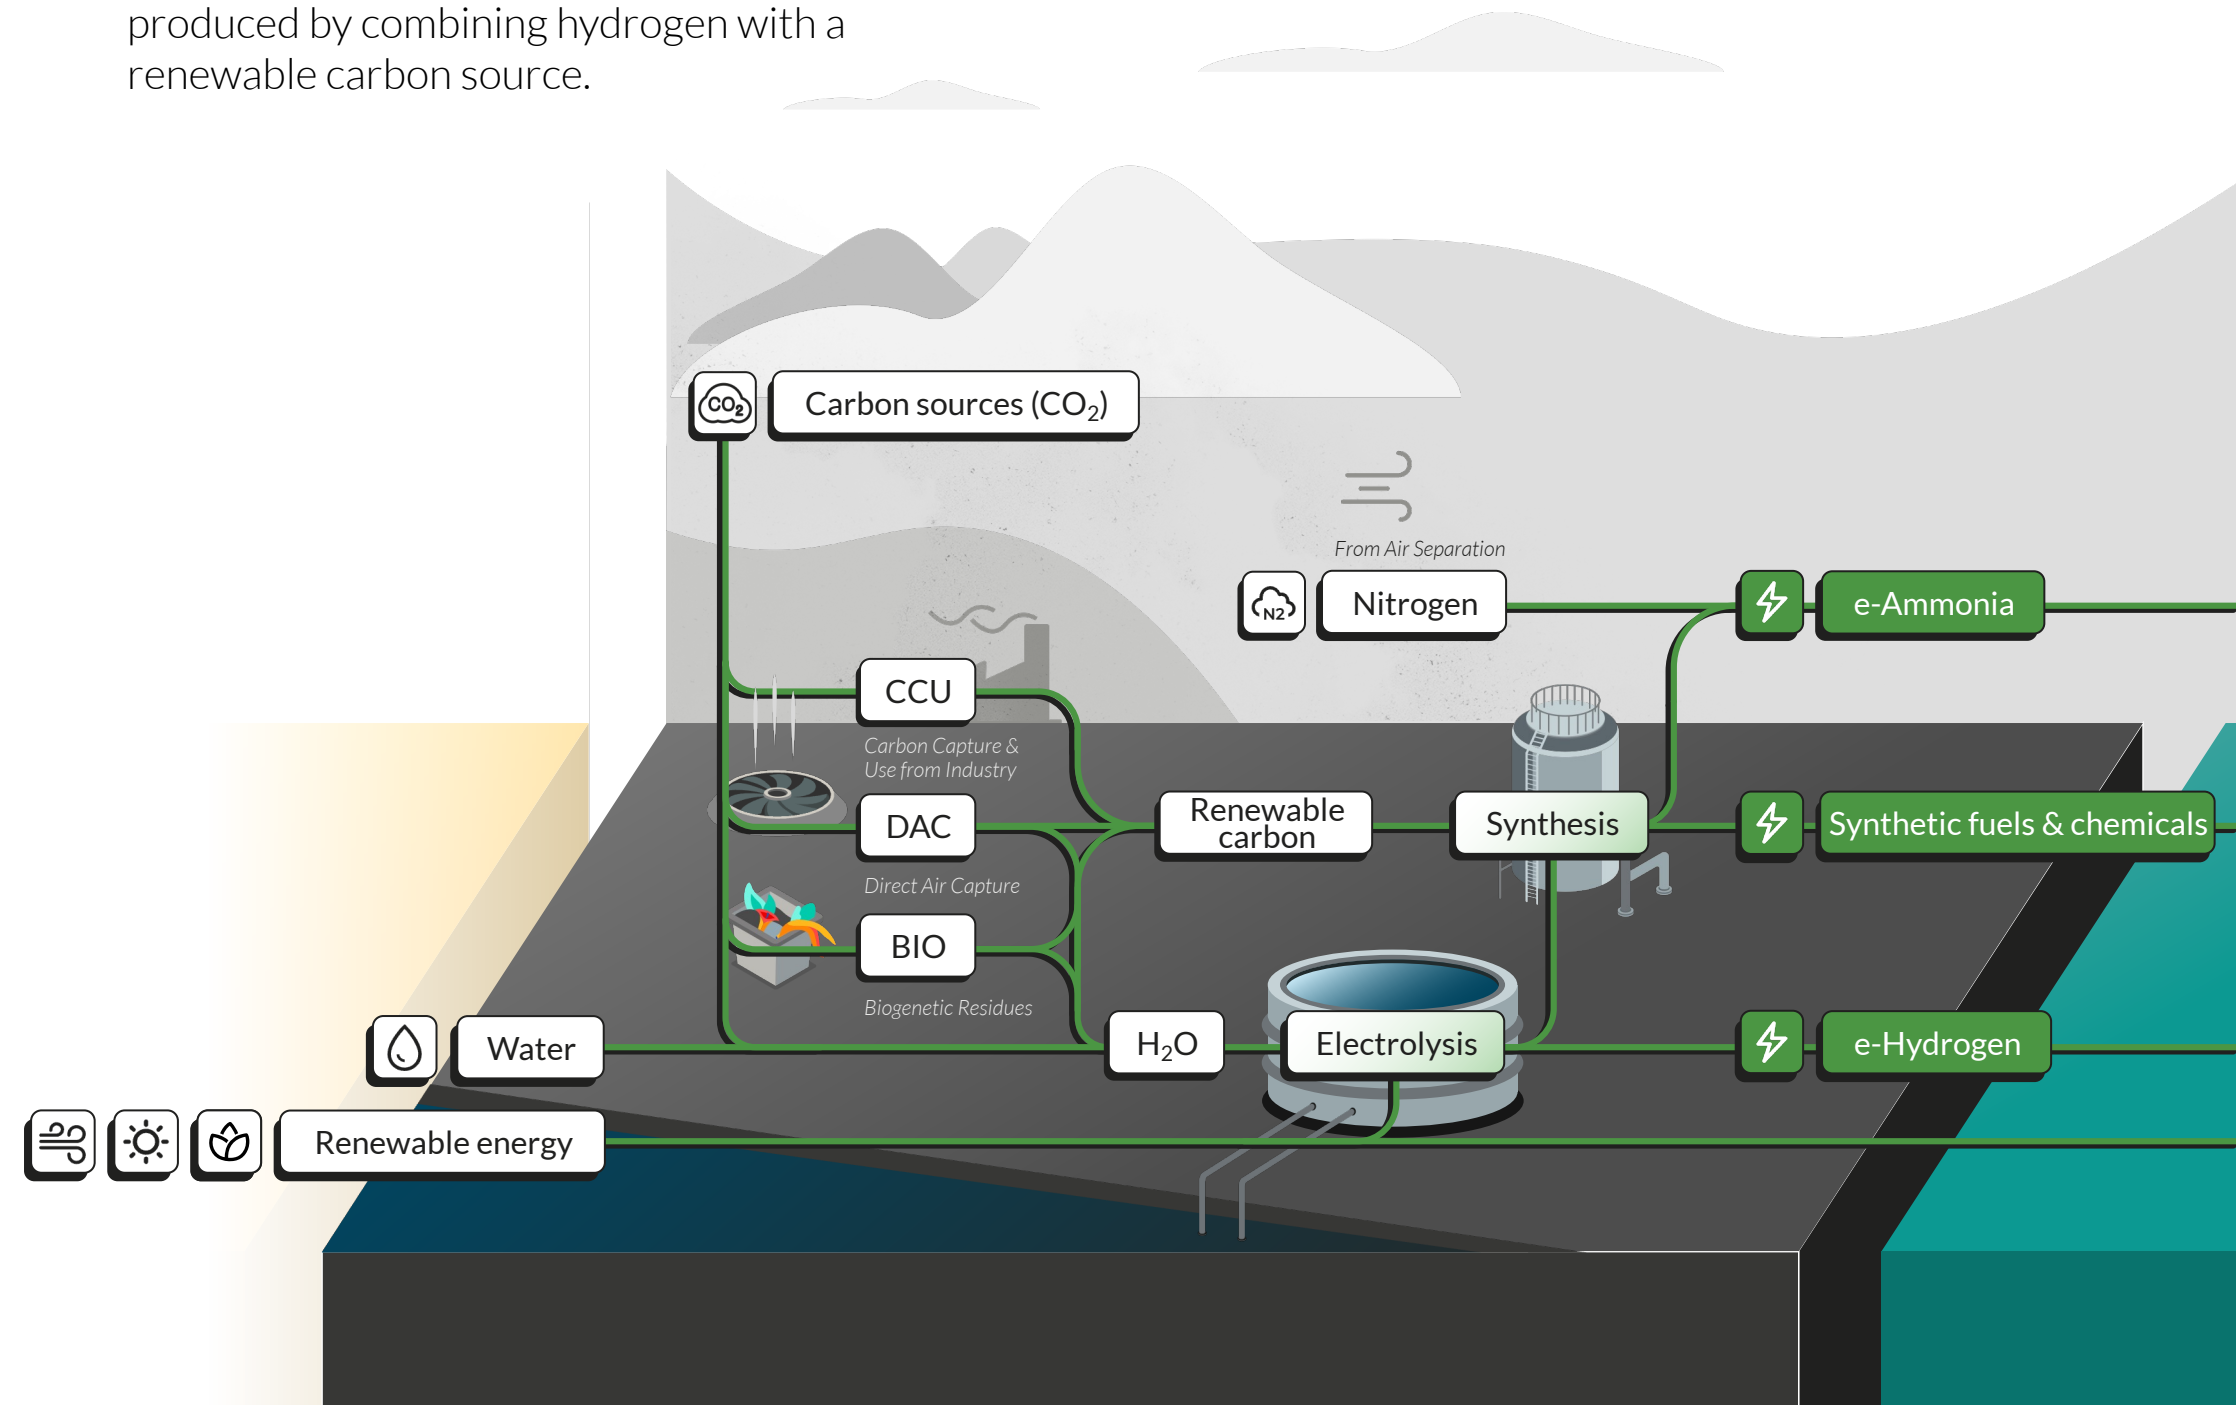 produced by combining hydrogen with a
renewable carbon source.
CO2
Carbon sources (CO₂)
From Air Separation
N2
Nitrogen
e-Ammonia
CCU
Carbon Capture &
Use from Industry
DAC
Renewable
carbon
Synthesis
Synthetic fuels & chemicals
Direct Air Capture
BIO
Biogenetic Residues
Water
H₂O
Electrolysis
e-Hydrogen
Renewable energy